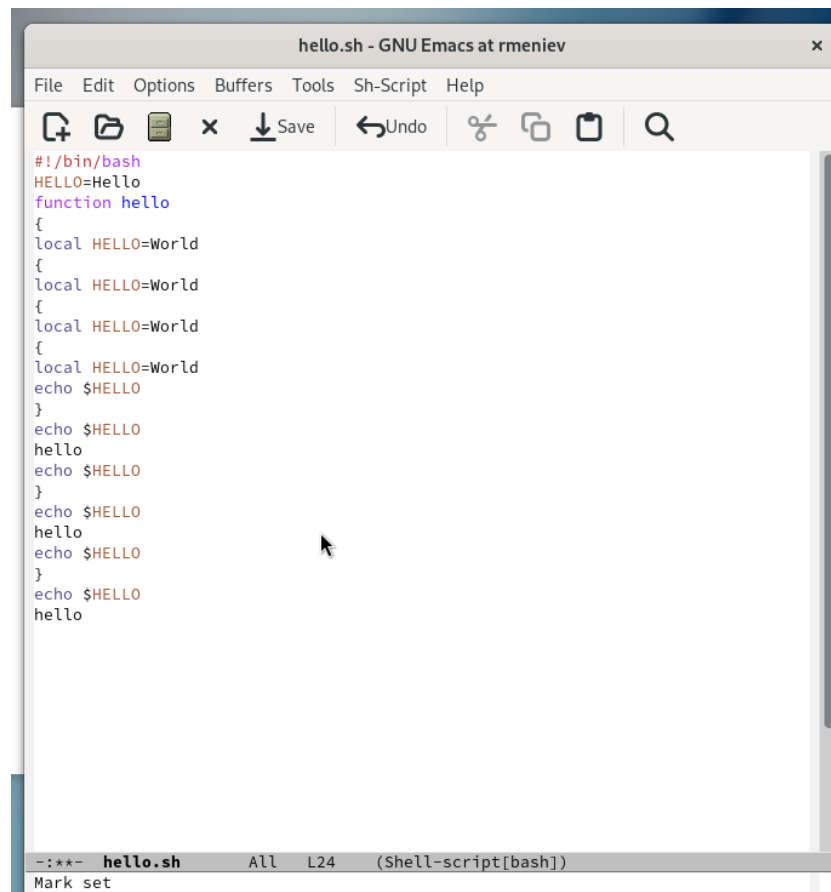 hello.sh - GNU Emacs at rmeniev ×
File Edit Options Buffers Tools Sh-Script Help
Save Undo
#!/bin/bash
HELLO=Hello
function hello
{
local HELLO=World
{
local HELLO=World
{
local HELLO=World
{
local HELLO=World
echo $HELLO
}
echo $HELLO
hello
echo $HELLO
}
echo $HELLO
hello
echo $HELLO
}
echo $HELLO
hello
-:**- hello.sh All L24 (Shell-script[bash])
Mark set